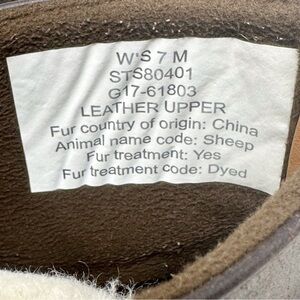 W'S 7 M
STS80401
G17-61803
LEATHER UPPER
Fur country of origin: China
Animal name code: Sheep
Fur treatment: Yes
Fur treatment code: Dyed